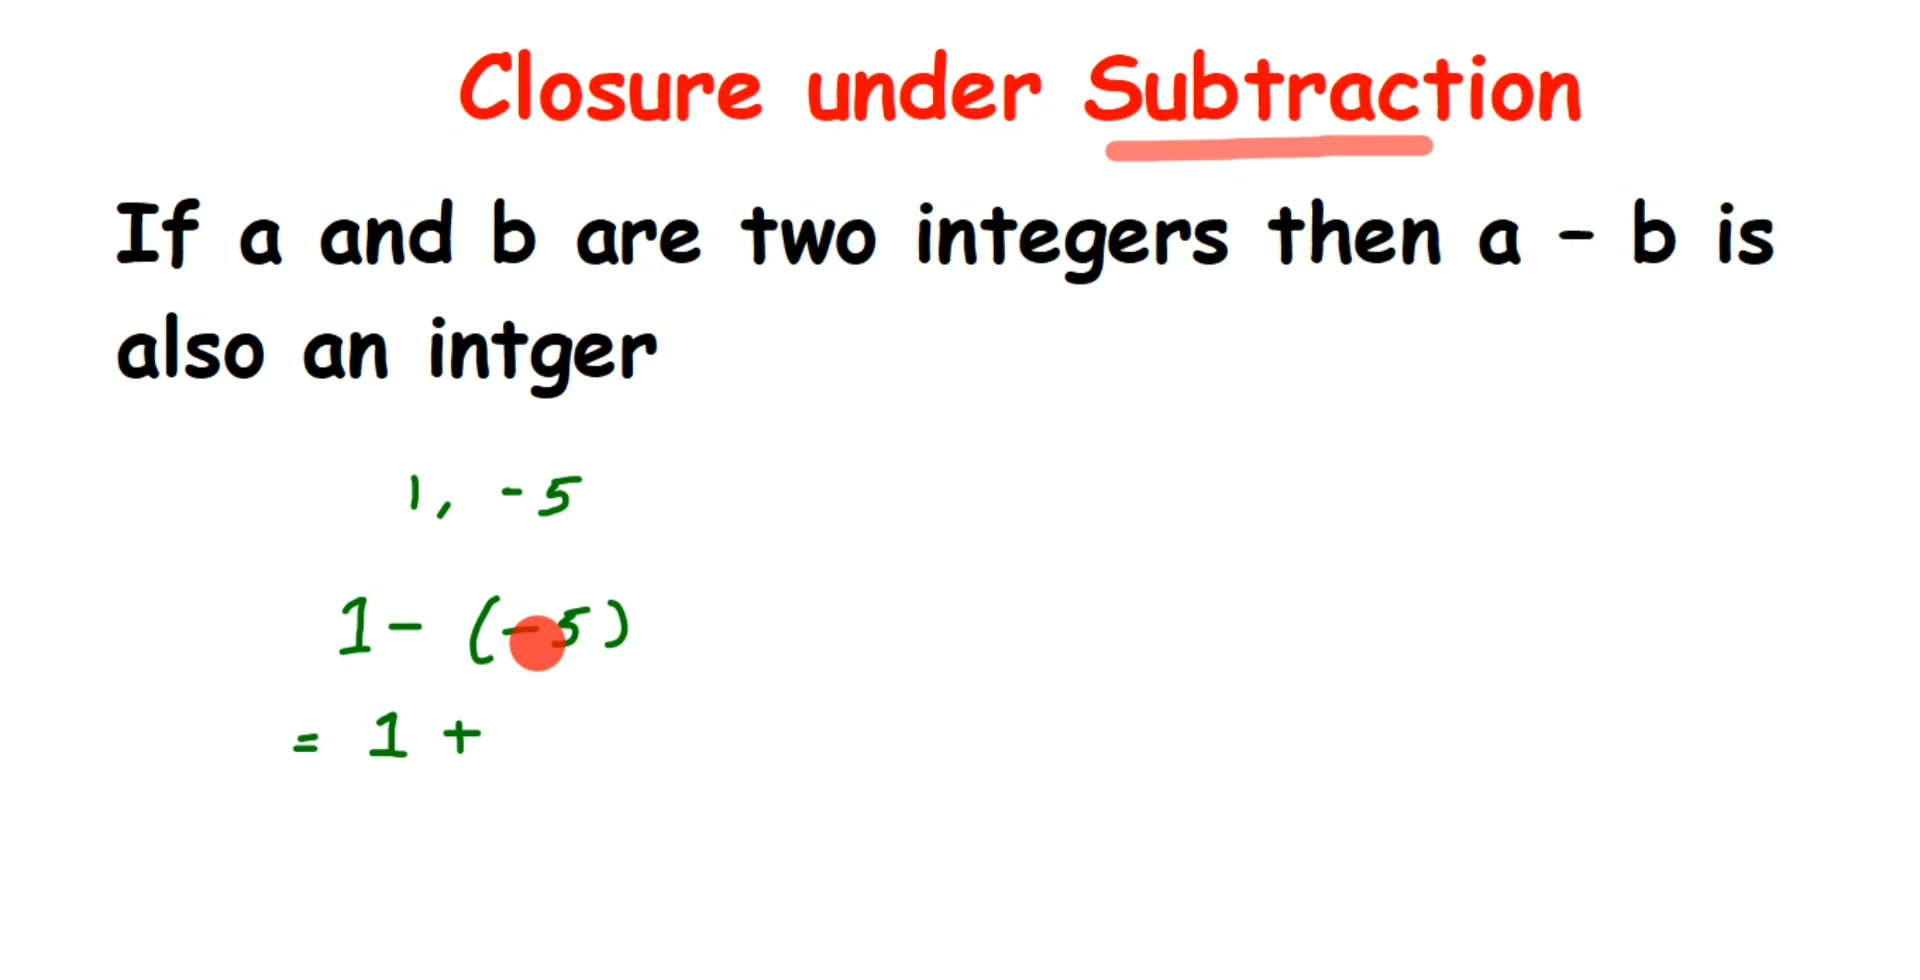 Closure under Subtraction
If a and b are two integers then a - b is
also an intger
1, -5
1 - (-5)
= 1 +